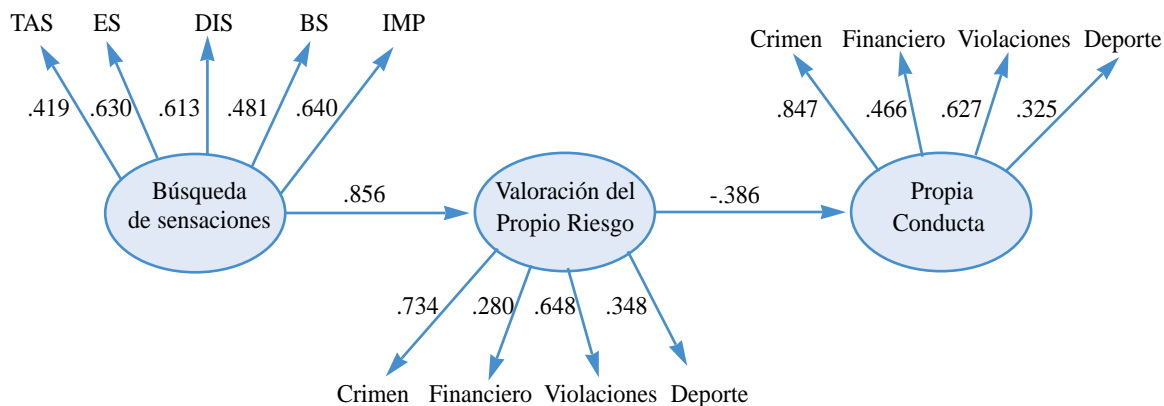 TAS ES DIS BS IMP
Crimen Financiero Violaciones Deporte
.419 .630 .613 .481 .640
.847 .466 .627 .325
Búsqueda
de sensaciones
.856
Valoración del
Propio Riesgo
-.386
Propia
Conducta
.734 .280 .648 .348
Crimen Financiero Violaciones Deporte